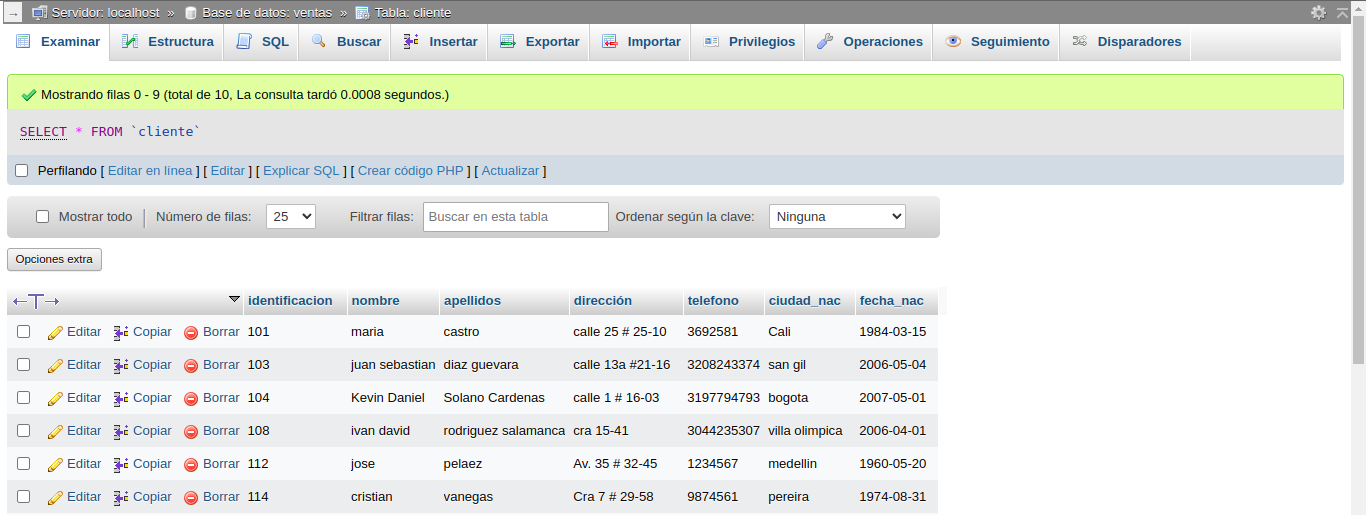 Servidor: localhost » Base de datos: ventas » Tabla: cliente
Examinar Estructura SQL Buscar Insertar Exportar Importar Privilegios Operaciones Seguimiento Disparadores
Mostrando filas 0 - 9 (total de 10, La consulta tardó 0.0008 segundos.)
SELECT * FROM `cliente`
Perfilando [ Editar en línea ] [ Editar ] [ Explicar SQL ] [ Crear código PHP ] [ Actualizar ]
Mostrar todo Número de filas: 25 Filtrar filas: Buscar en esta tabla Ordenar según la clave: Ninguna
Opciones extra
←T→ identificacion nombre apellidos dirección telefono ciudad_nac fecha_nac
Editar Copiar Borrar 101 maria castro calle 25 # 25-10 3692581 Cali 1984-03-15
Editar Copiar Borrar 103 juan sebastian diaz guevara calle 13a #21-16 3208243374 san gil 2006-05-04
Editar Copiar Borrar 104 Kevin Daniel Solano Cardenas calle 1 # 16-03 3197794793 bogota 2007-05-01
Editar Copiar Borrar 108 ivan david rodriguez salamanca cra 15-41 3044235307 villa olimpica 2006-04-01
Editar Copiar Borrar 112 jose pelaez Av. 35 # 32-45 1234567 medellin 1960-05-20
Editar Copiar Borrar 114 cristian vanegas Cra 7 # 29-58 9874561 pereira 1974-08-31